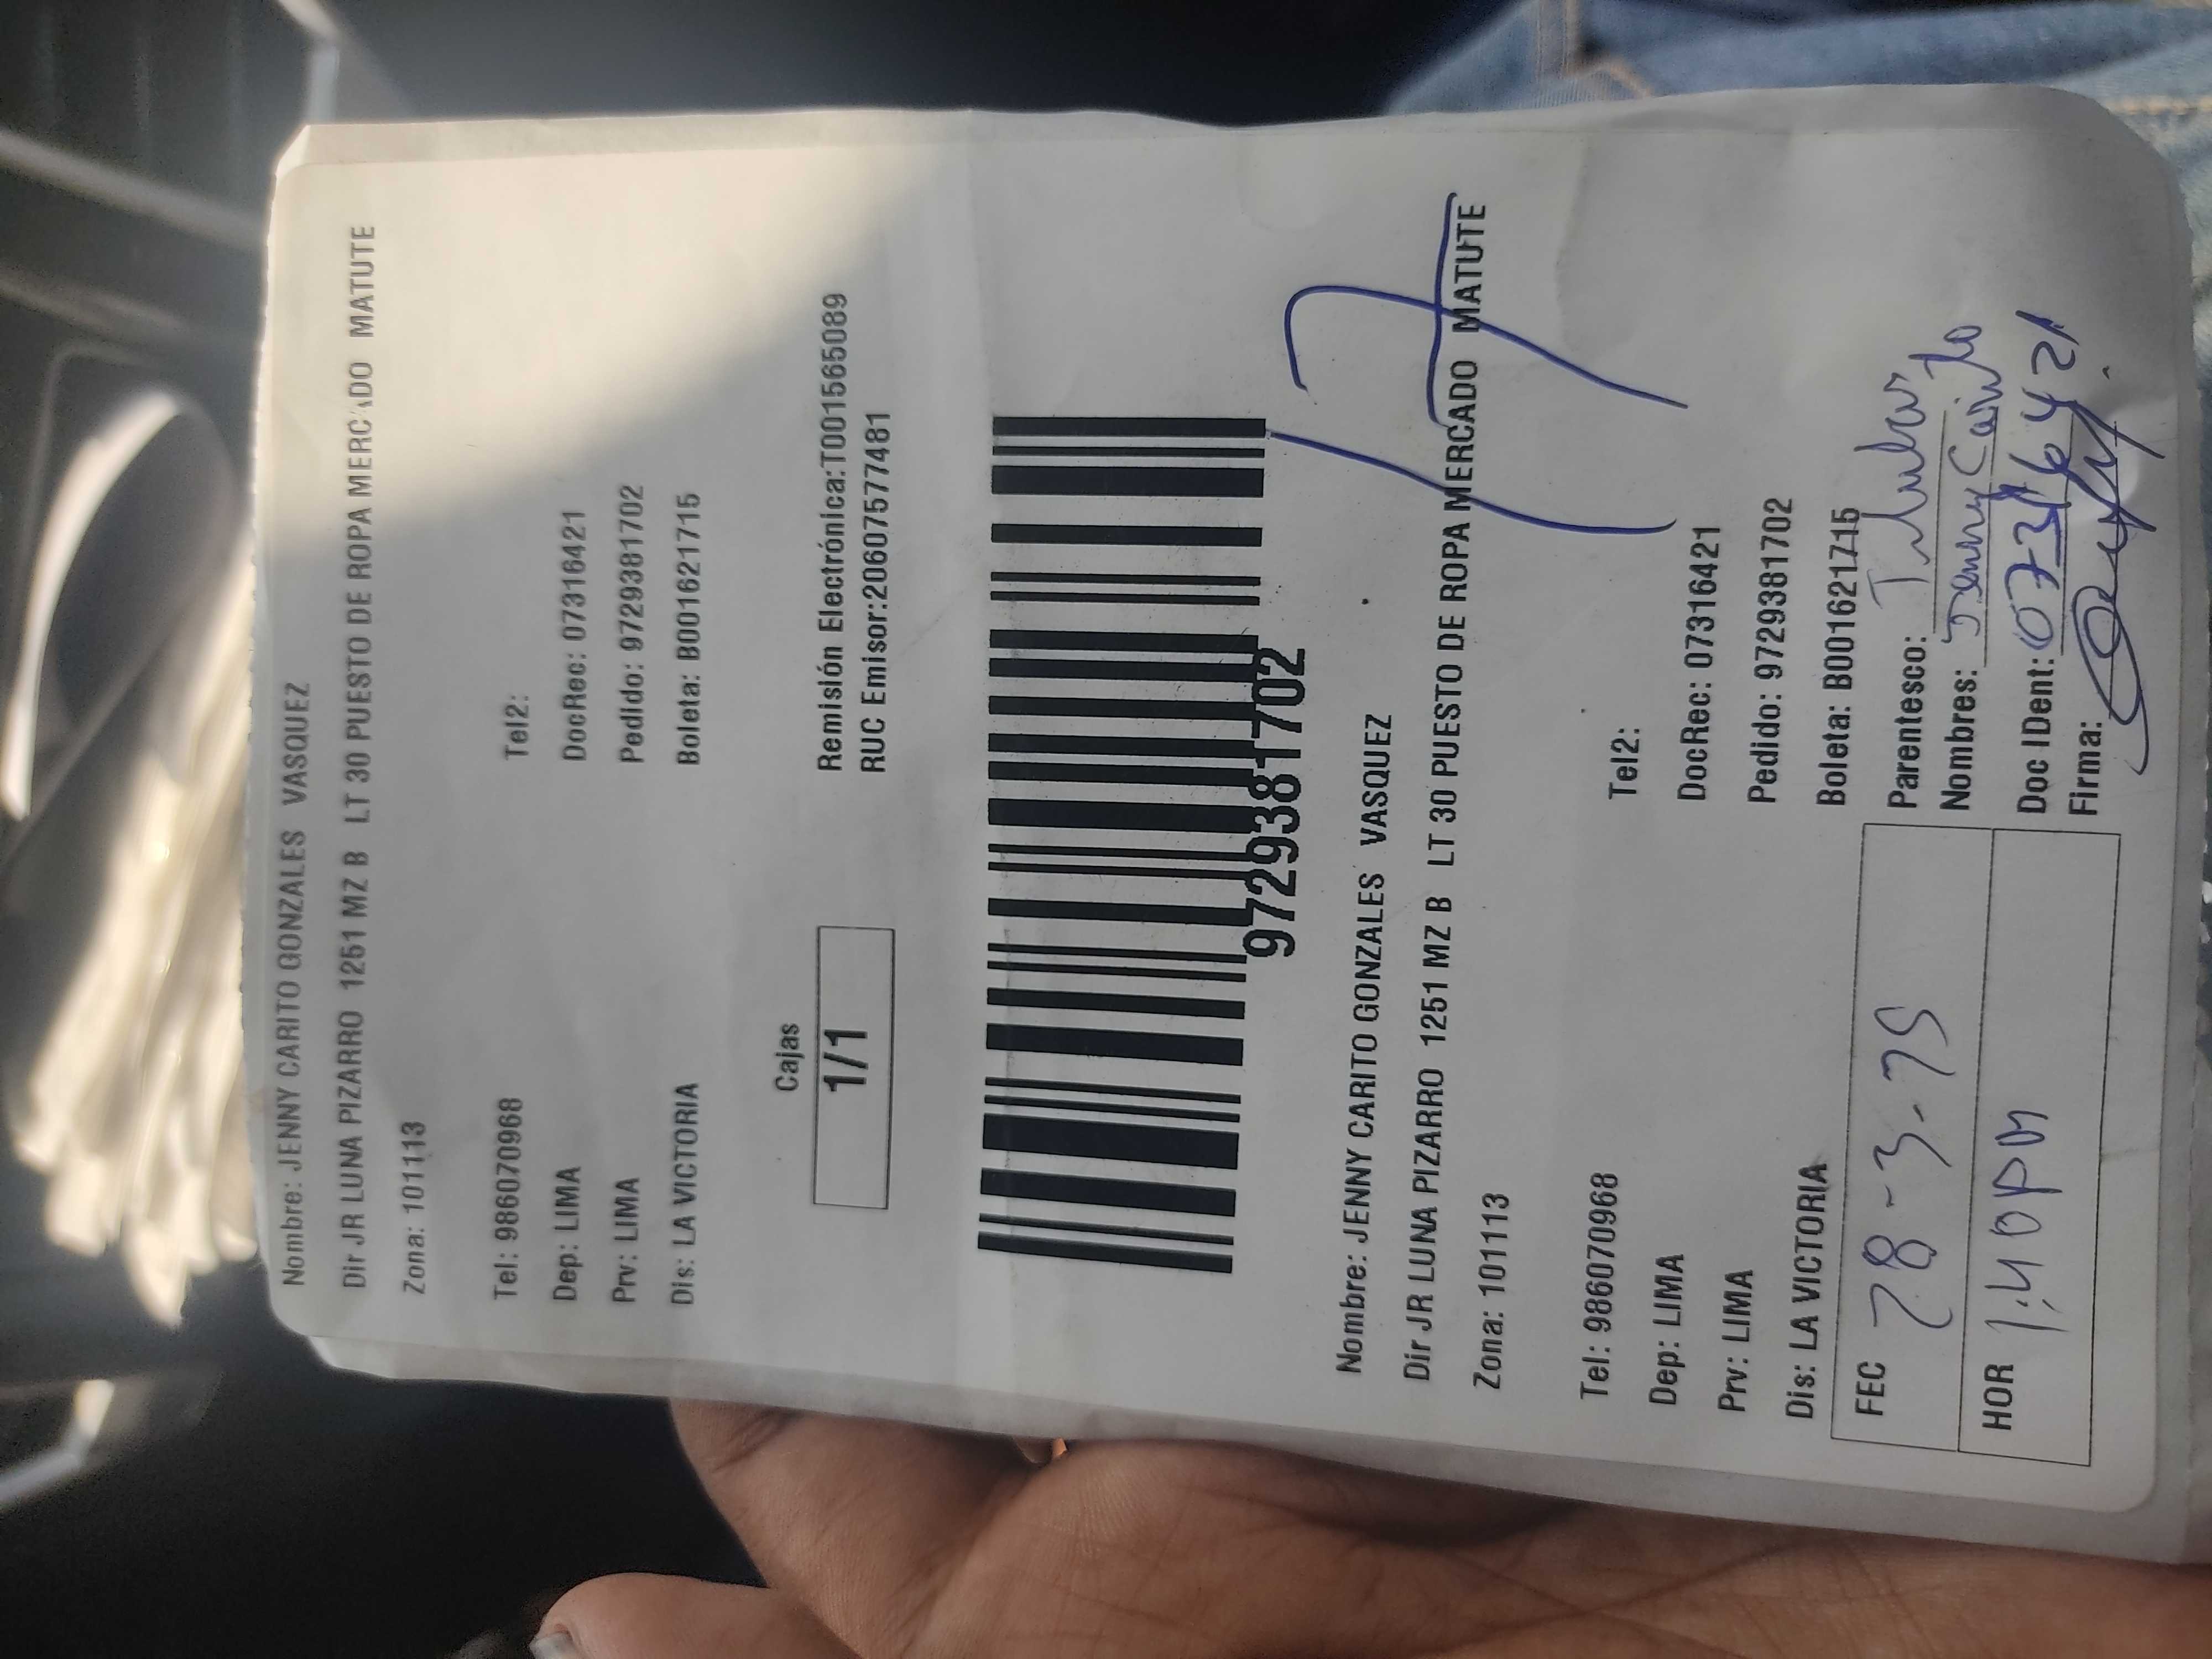 Nombre: JENNY CARITO GONZALES VASQUEZ
Dir JR LUNA PIZARRO 1251 MZ B LT 30 PUESTO DE ROPA MERCADO MATUTE
Zona: 101113
Tel: 986070968 Tel2:
Dep: LIMA DocRec: 07316421
Prv: LIMA Pedido: 9729381702
Dis: LA VICTORIA Boleta: B001621715
Cajas
1/1
Remisión Electrónica:T001565089
RUC Emisor:20607577481
9729381702
Nombre: JENNY CARITO GONZALES VASQUEZ
Dir JR LUNA PIZARRO 1251 MZ B LT 30 PUESTO DE ROPA MERCADO MATUTE
Zona: 101113
Tel: 986070968 Tel2:
Dep: LIMA DocRec: 07316421
Prv: LIMA Pedido: 9729381702
Dis: LA VICTORIA Boleta: B001621715
FEC 28-3-25 Parentesco: Titular
HOR 1:40pm Nombres: Jenny Carito
Doc IDent: 07316421
Firma: